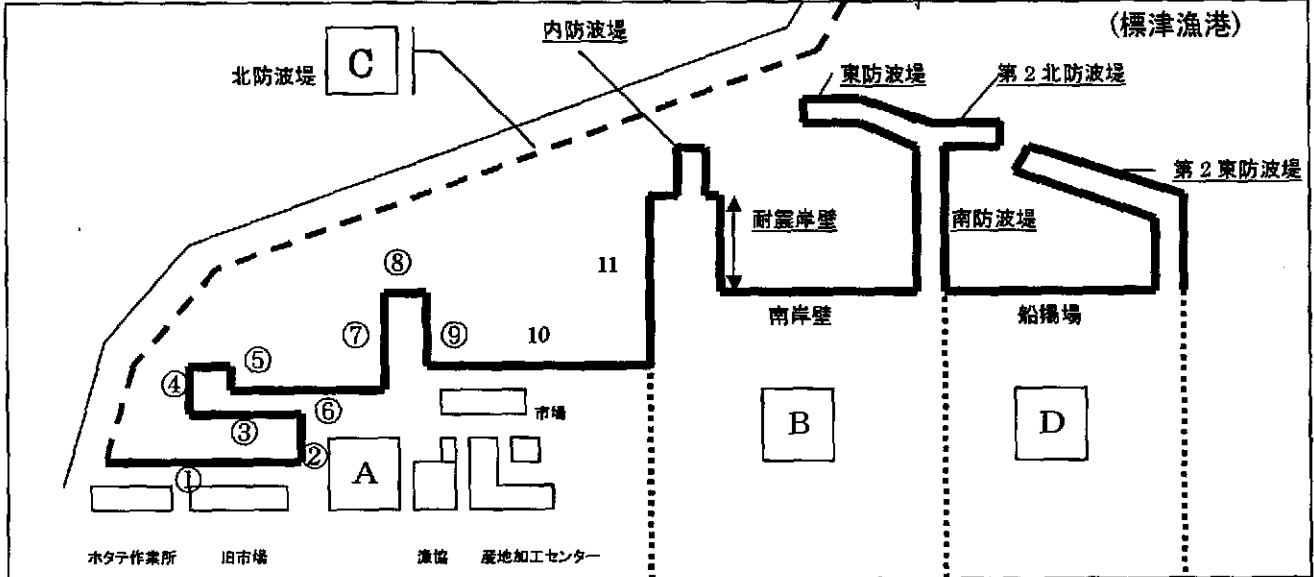 (標津漁港)
内防波堤
C
北防波堤
東防波堤
第2北防波堤
第2東防波堤
耐震岸壁
南防波堤
⑧
11
南岸壁
船揚場
⑦
⑨
10
⑤
④
⑥
市場
③
②
A
B
D
①
ホタテ作業所
旧市場
漁協
産地加工センター